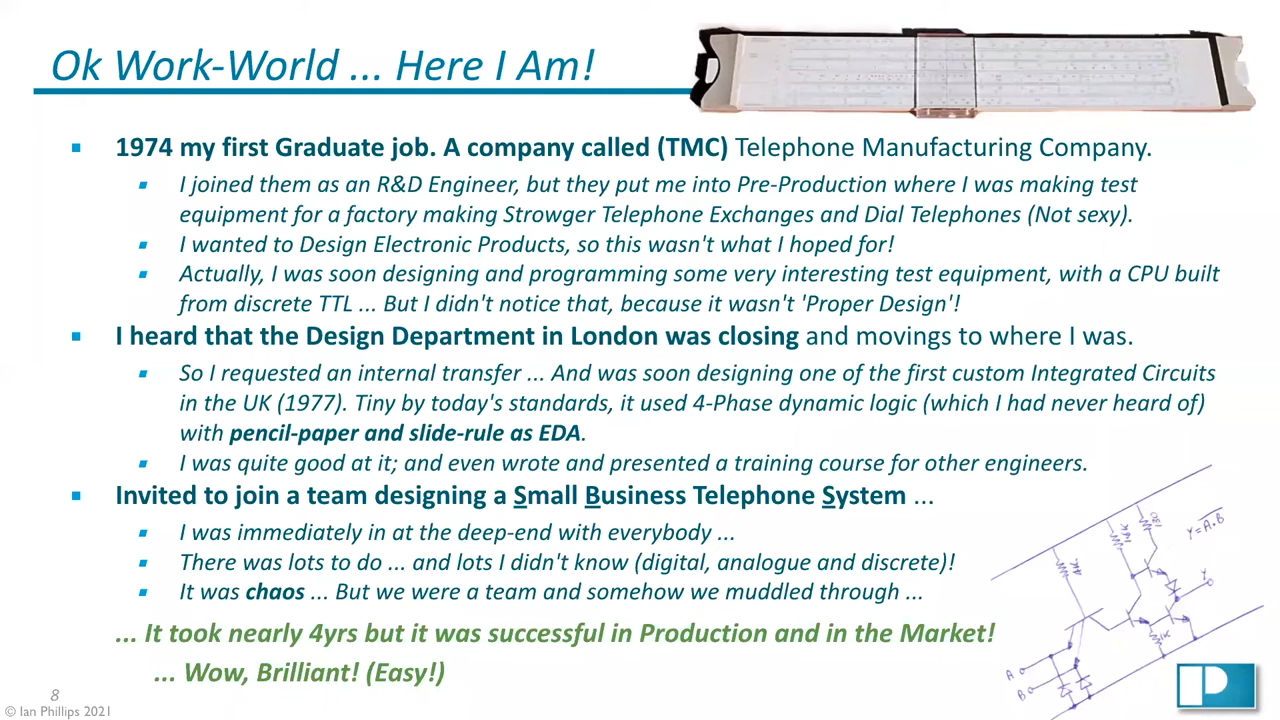 Ok Work-World ... Here I Am!
1974 my first Graduate job. A company called (TMC) Telephone Manufacturing Company.
I joined them as an R&D Engineer, but they put me into Pre-Production where I was making test
equipment for a factory making Strowger Telephone Exchanges and Dial Telephones (Not sexy).
I wanted to Design Electronic Products, so this wasn't what I hoped for!
Actually, I was soon designing and programming some very interesting test equipment, with a CPU built
from discrete TTL ... But I didn't notice that, because it wasn't 'Proper Design'!
I heard that the Design Department in London was closing and movings to where I was.
So I requested an internal transfer ... And was soon designing one of the first custom Integrated Circuits
in the UK (1977). Tiny by today's standards, it used 4-Phase dynamic logic (which I had never heard of)
with pencil-paper and slide-rule as EDA.
I was quite good at it; and even wrote and presented a training course for other engineers.
Invited to join a team designing a Small Business Telephone System ...
I was immediately in at the deep-end with everybody ...
There was lots to do ... and lots I didn't know (digital, analogue and discrete)!
It was chaos ... But we were a team and somehow we muddled through ...
... It took nearly 4yrs but it was successful in Production and in the Market!
... Wow, Brilliant! (Easy!)
4K
1.6K
130
Y=A.B
Y
1K
A
B
P
8
© Ian Phillips 2021